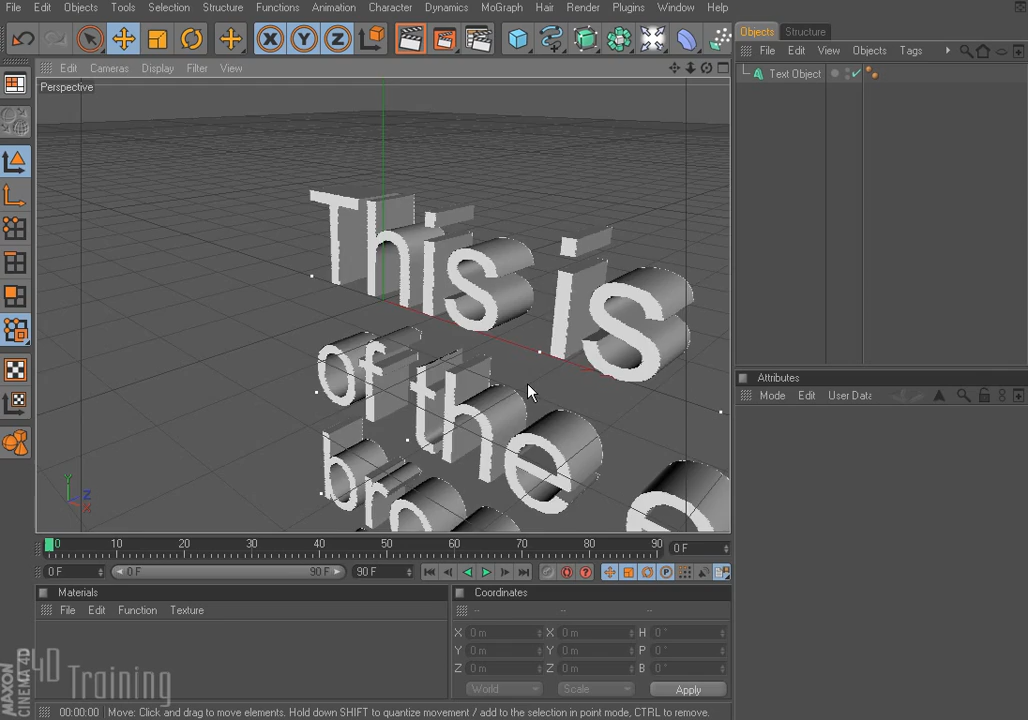 File Edit Objects Tools Selection Structure Functions Animation Character Dynamics MoGraph Hair Render Plugins Window Help
X Y Z
Objects Structure
File Edit View Objects Tags
Edit Cameras Display Filter View
Text Object
Perspective
This is
of the e
bro
Y Z X
Attributes
Mode Edit User Data
0 10 20 30 40 50 60 70 80 90 0 F
0 F 0 F 90 F 90 F
P
Materials
File Edit Function Texture
Coordinates
-- -- --
X 0 m X 0 m H 0 °
Y 0 m Y 0 m P 0 °
Z 0 m Z 0 m B 0 °
World Scale Apply
MAXON
CINEMA 4D
4D Training
00:00:00 Move: Click and drag to move elements. Hold down SHIFT to quantize movement / add to the selection in point mode, CTRL to remove.